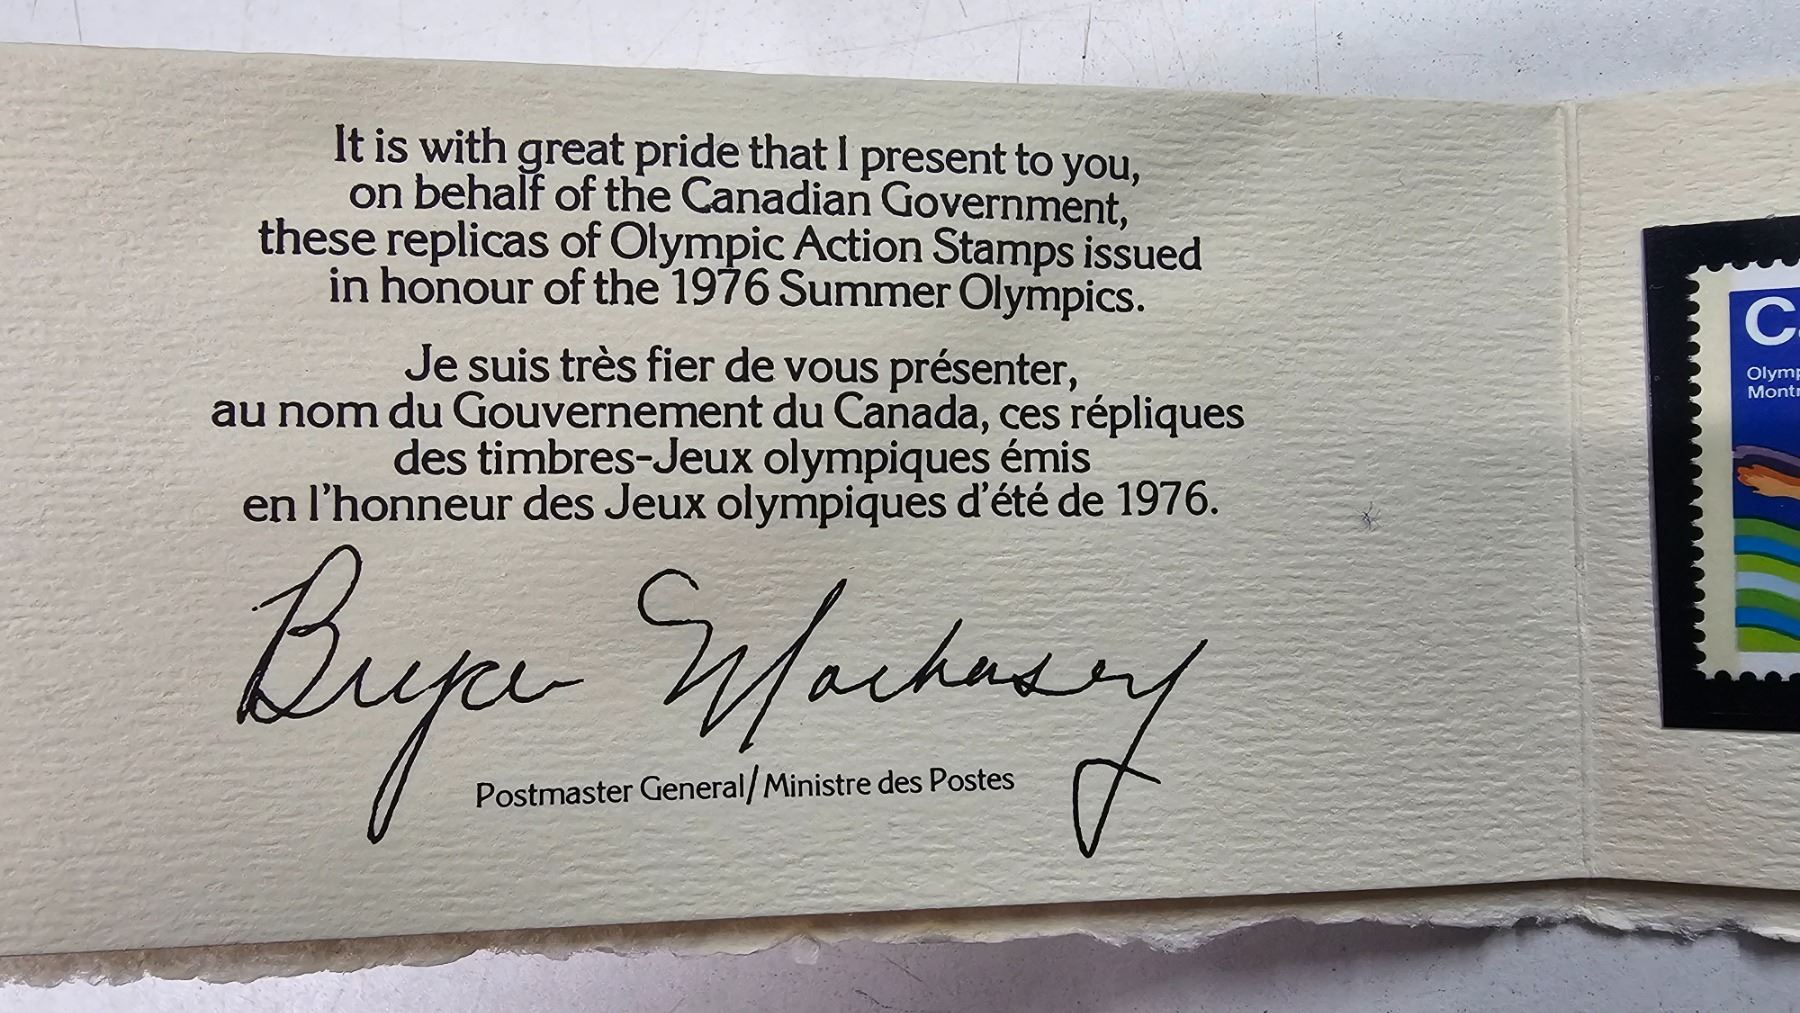 It is with great pride that I present to you,
on behalf of the Canadian Government,
these replicas of Olympic Action Stamps issued
in honour of the 1976 Summer Olympics.
Je suis très fier de vous présenter,
au nom du Gouvernement du Canada, ces répliques
des timbres-Jeux olympiques émis
en l'honneur des Jeux olympiques d'été de 1976.
Bryce Mackasey
Postmaster General/Ministre des Postes